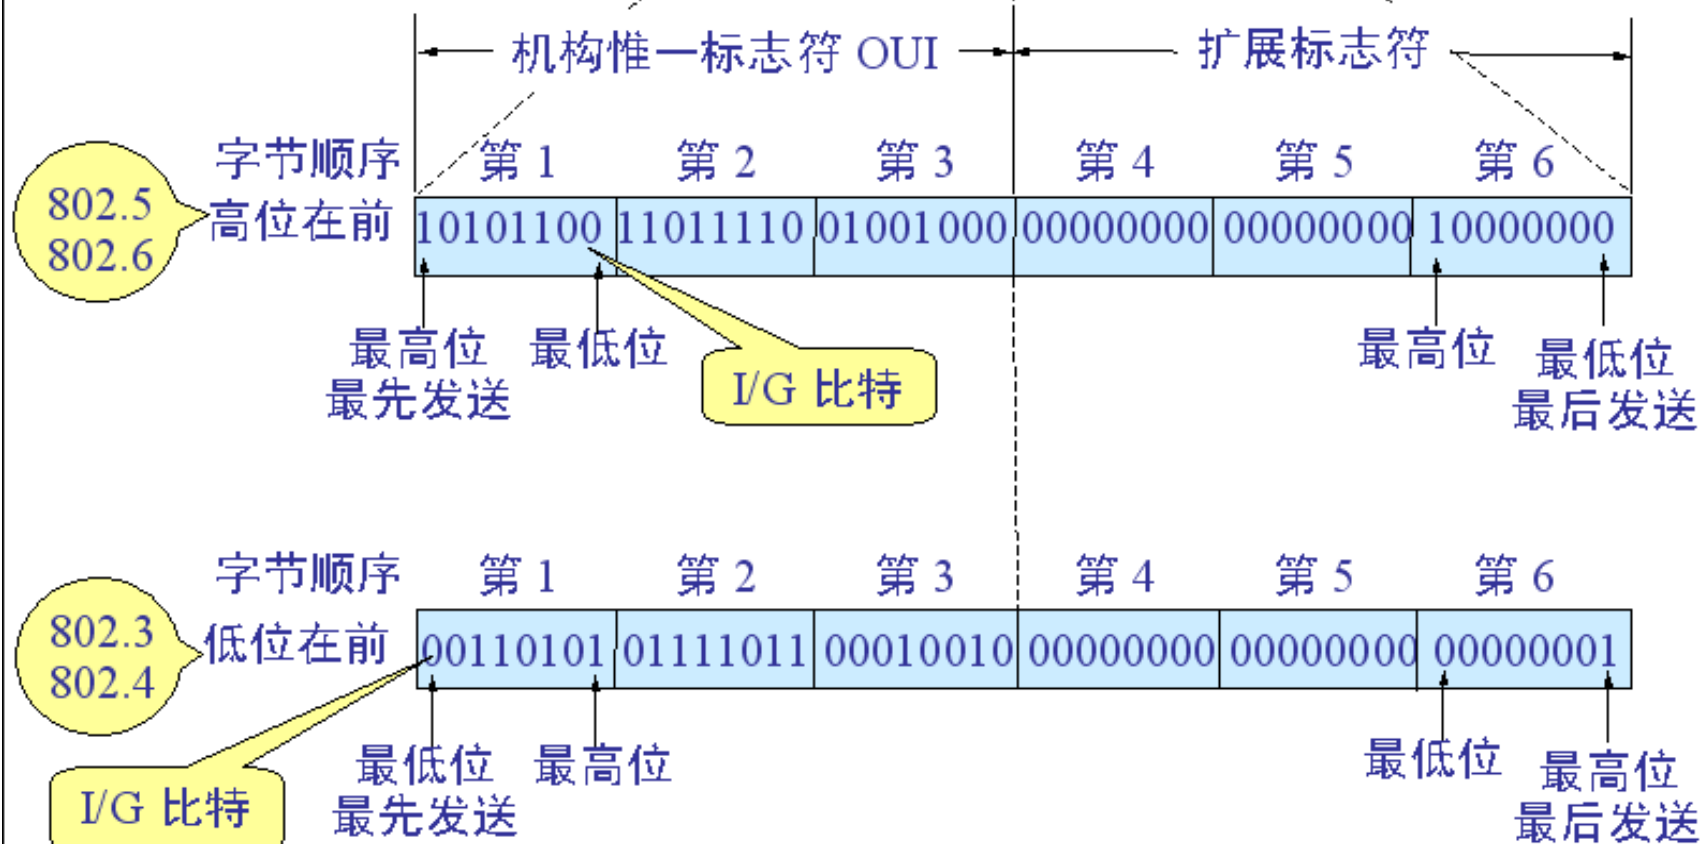 机构惟一标志符 OUI 扩展标志符
字节顺序 第 1 第 2 第 3 第 4 第 5 第 6
802.5
802.6
高位在前 10101100 11011110 01001000 00000000 00000000 10000000
最高位 最低位 最高位 最低位
最先发送 I/G 比特 最后发送
字节顺序 第 1 第 2 第 3 第 4 第 5 第 6
802.3
802.4
低位在前 00110101 01111011 00010010 00000000 00000000 00000001
最低位 最高位 最低位 最高位
I/G 比特 最先发送 最后发送